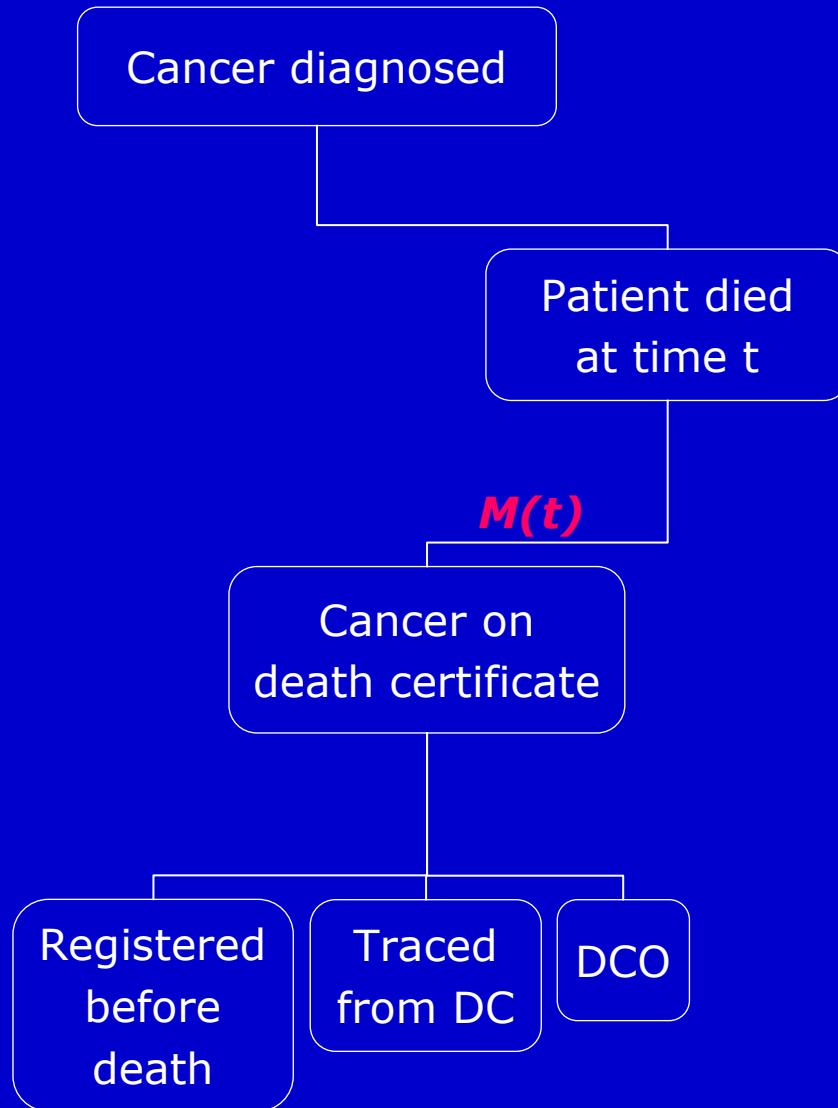 Cancer diagnosed
Patient died
at time t
M(t)
Cancer on
death certificate
Registered
before
death
Traced
from DC
DCO